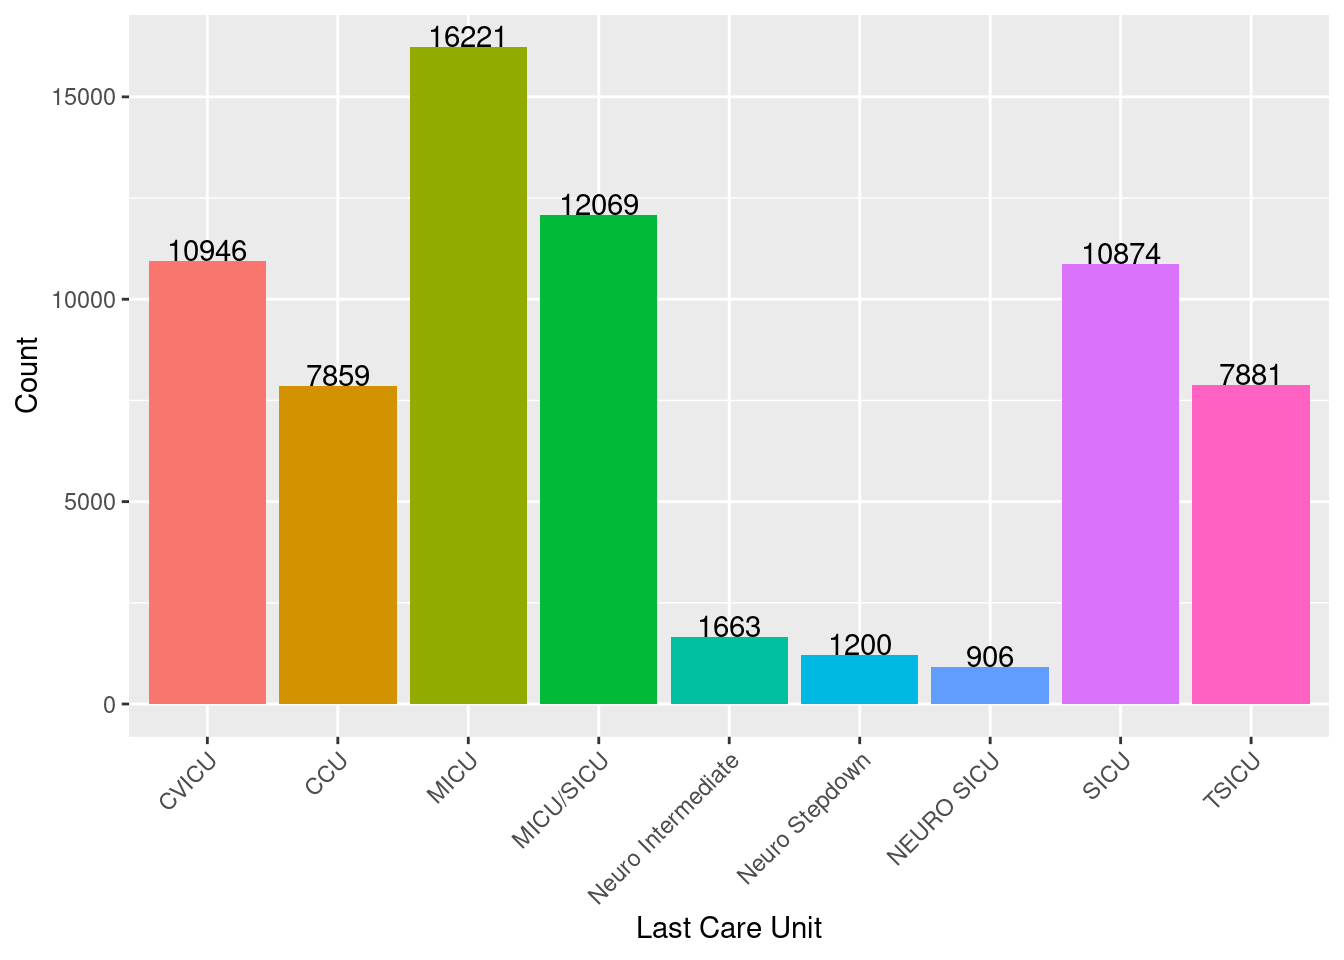 16221
15000
12069
10946
10874
10000
7859
7881
5000
1663
1200
906
0
Count
CVICU
CCU
MICU
MICU/SICU
Neuro Intermediate
Neuro Stepdown
NEURO SICU
SICU
TSICU
Last Care Unit